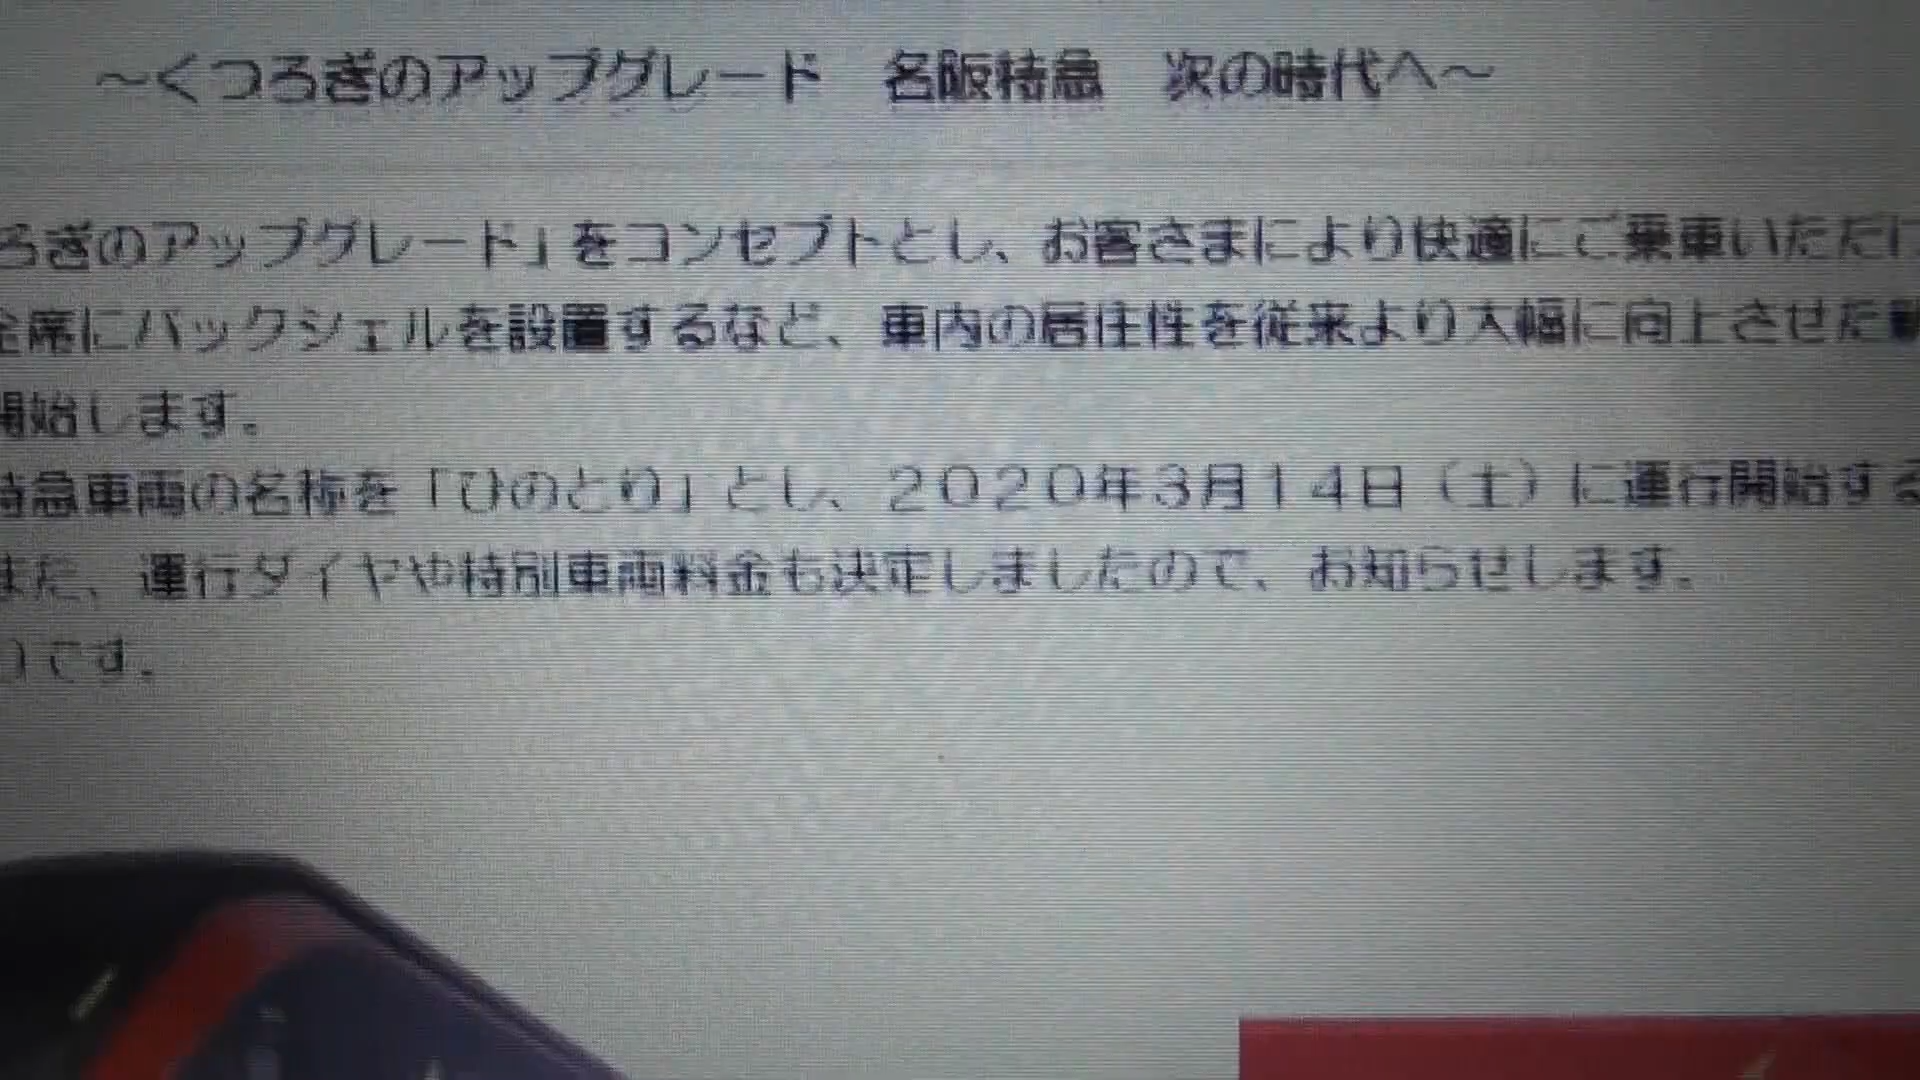 ～くつろぎのアップグレード　名阪特急　次の時代へ～
ろぎのアップグレード」をコンセプトとし、お客さまにより快適にご乗車いただけ
全席にバックシェルを設置するなど、車内の居住性を従来より大幅に向上させた新
開始します。
特急車両の名称を「ひのとり」とし、２０２０年３月１４日（土）に運行開始する
また、運行ダイヤや特別車両料金も決定しましたので、お知らせします。
)です。